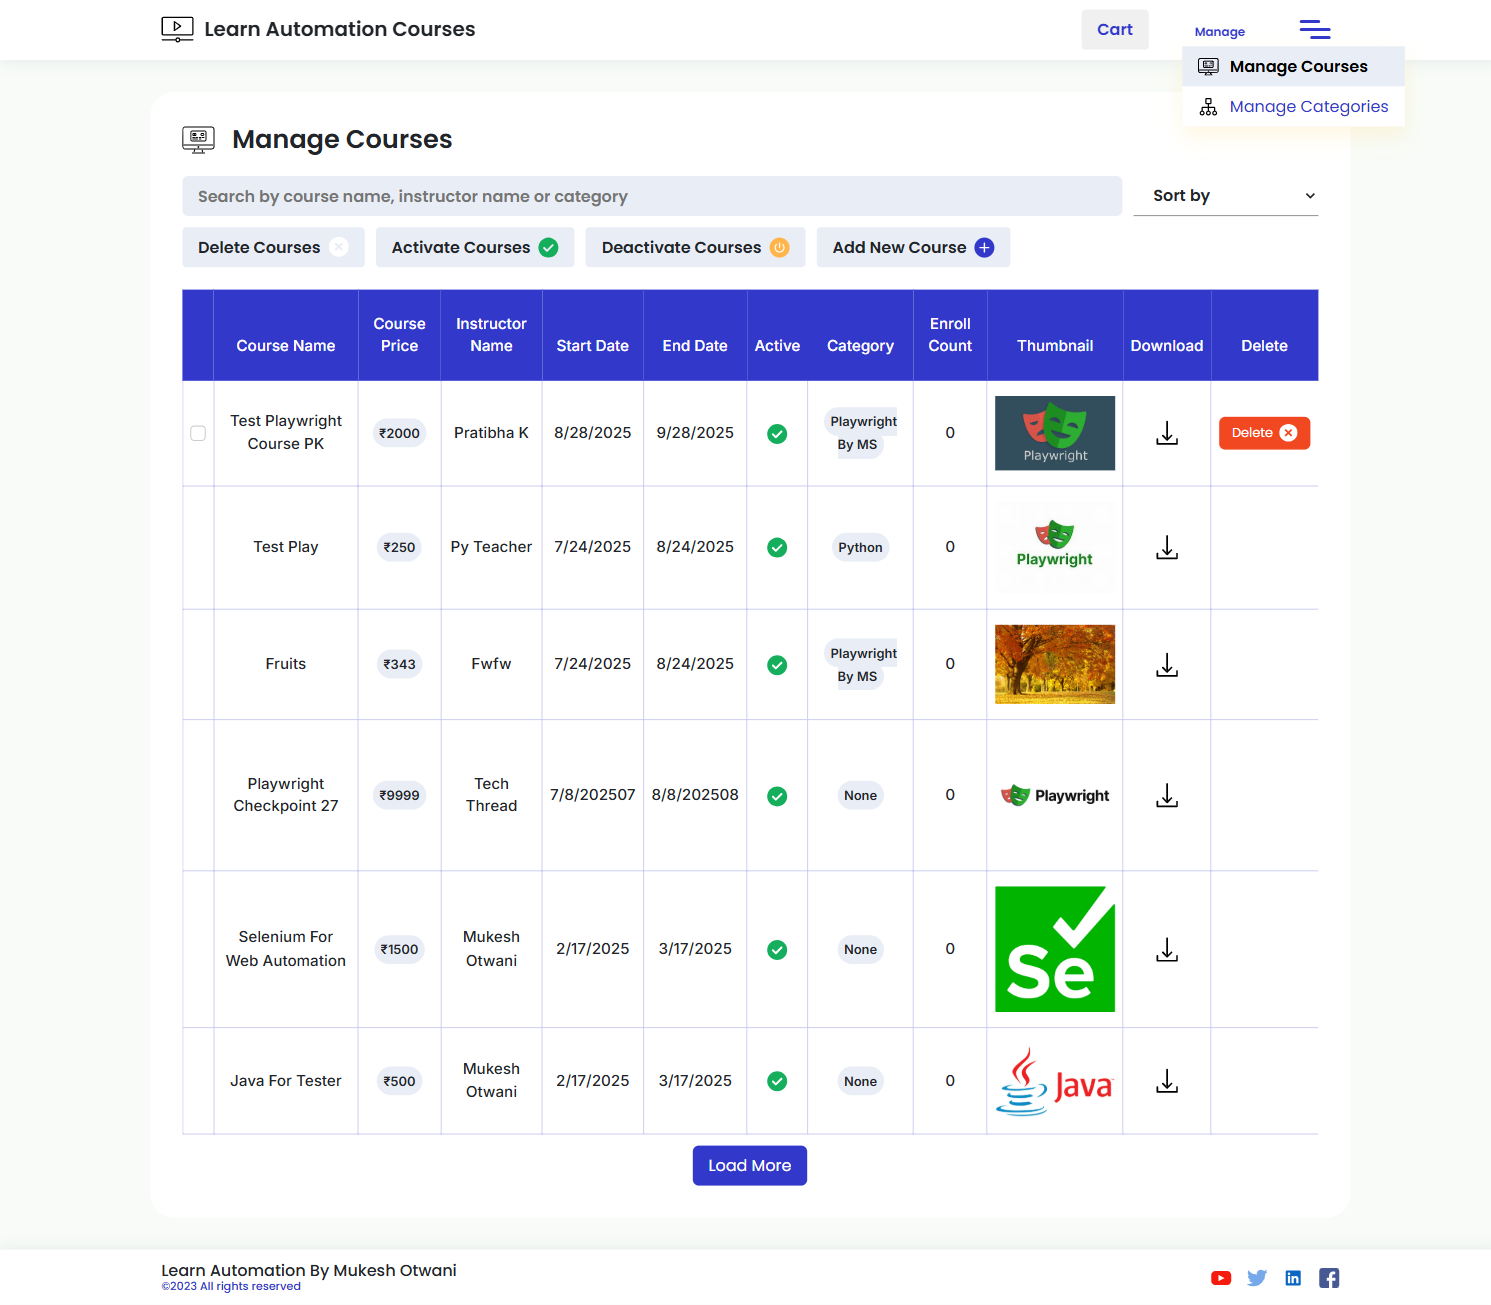 Learn Automation Courses
Cart
Manage
Manage Courses
Manage Categories
Manage Courses
Search by course name, instructor name or category
Sort by
Delete Courses
Activate Courses
Deactivate Courses
Add New Course
Course Name
Course
Price
Instructor
Name
Start Date
End Date
Active
Category
Enroll
Count
Thumbnail
Download
Delete
Test Playwright
Course PK
₹2000
Pratibha K
8/28/2025
9/28/2025
Playwright
By MS
0
Playwright
Delete
Test Play
₹250
Py Teacher
7/24/2025
8/24/2025
Python
0
Playwright
Fruits
₹343
Fwfw
7/24/2025
8/24/2025
Playwright
By MS
0
Playwright
Checkpoint 27
₹9999
Tech
Thread
7/8/202507
8/8/202508
None
0
Playwright
Selenium For
Web Automation
₹1500
Mukesh
Otwani
2/17/2025
3/17/2025
None
0
Se
Java For Tester
₹500
Mukesh
Otwani
2/17/2025
3/17/2025
None
0
Java
Load More
Learn Automation By Mukesh Otwani
©2023 All rights reserved